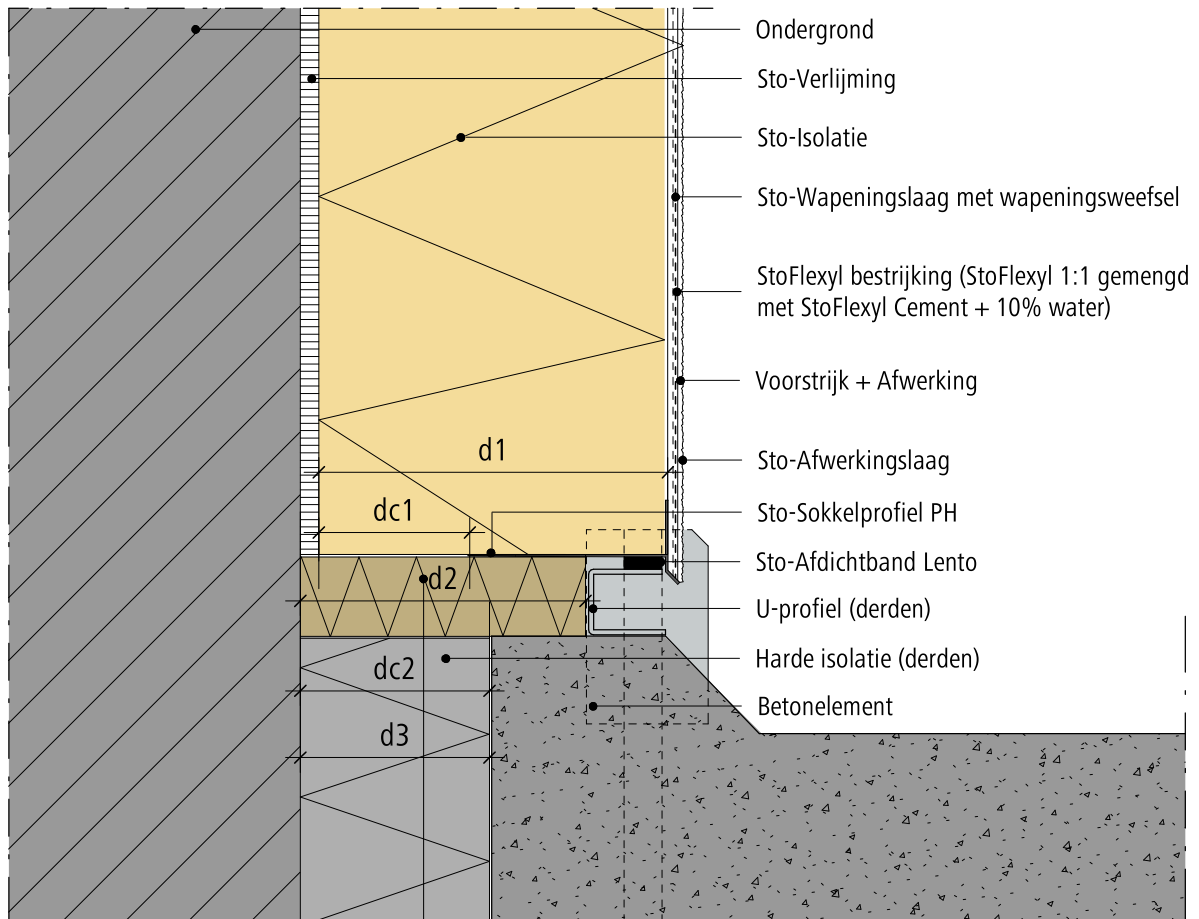 Ondergrond
Sto-Verlijming
Sto-Isolatie
Sto-Wapeningslaag met wapeningsweefsel
StoFlexyl bestrijking (StoFlexyl 1:1 gemengd
met StoFlexyl Cement + 10% water)
Voorstrijk + Afwerking
d1
Sto-Afwerkingslaag
dc1
Sto-Sokkelprofiel PH
Sto-Afdichtband Lento
d2
U-profiel (derden)
Harde isolatie (derden)
dc2
Betonelement
d3